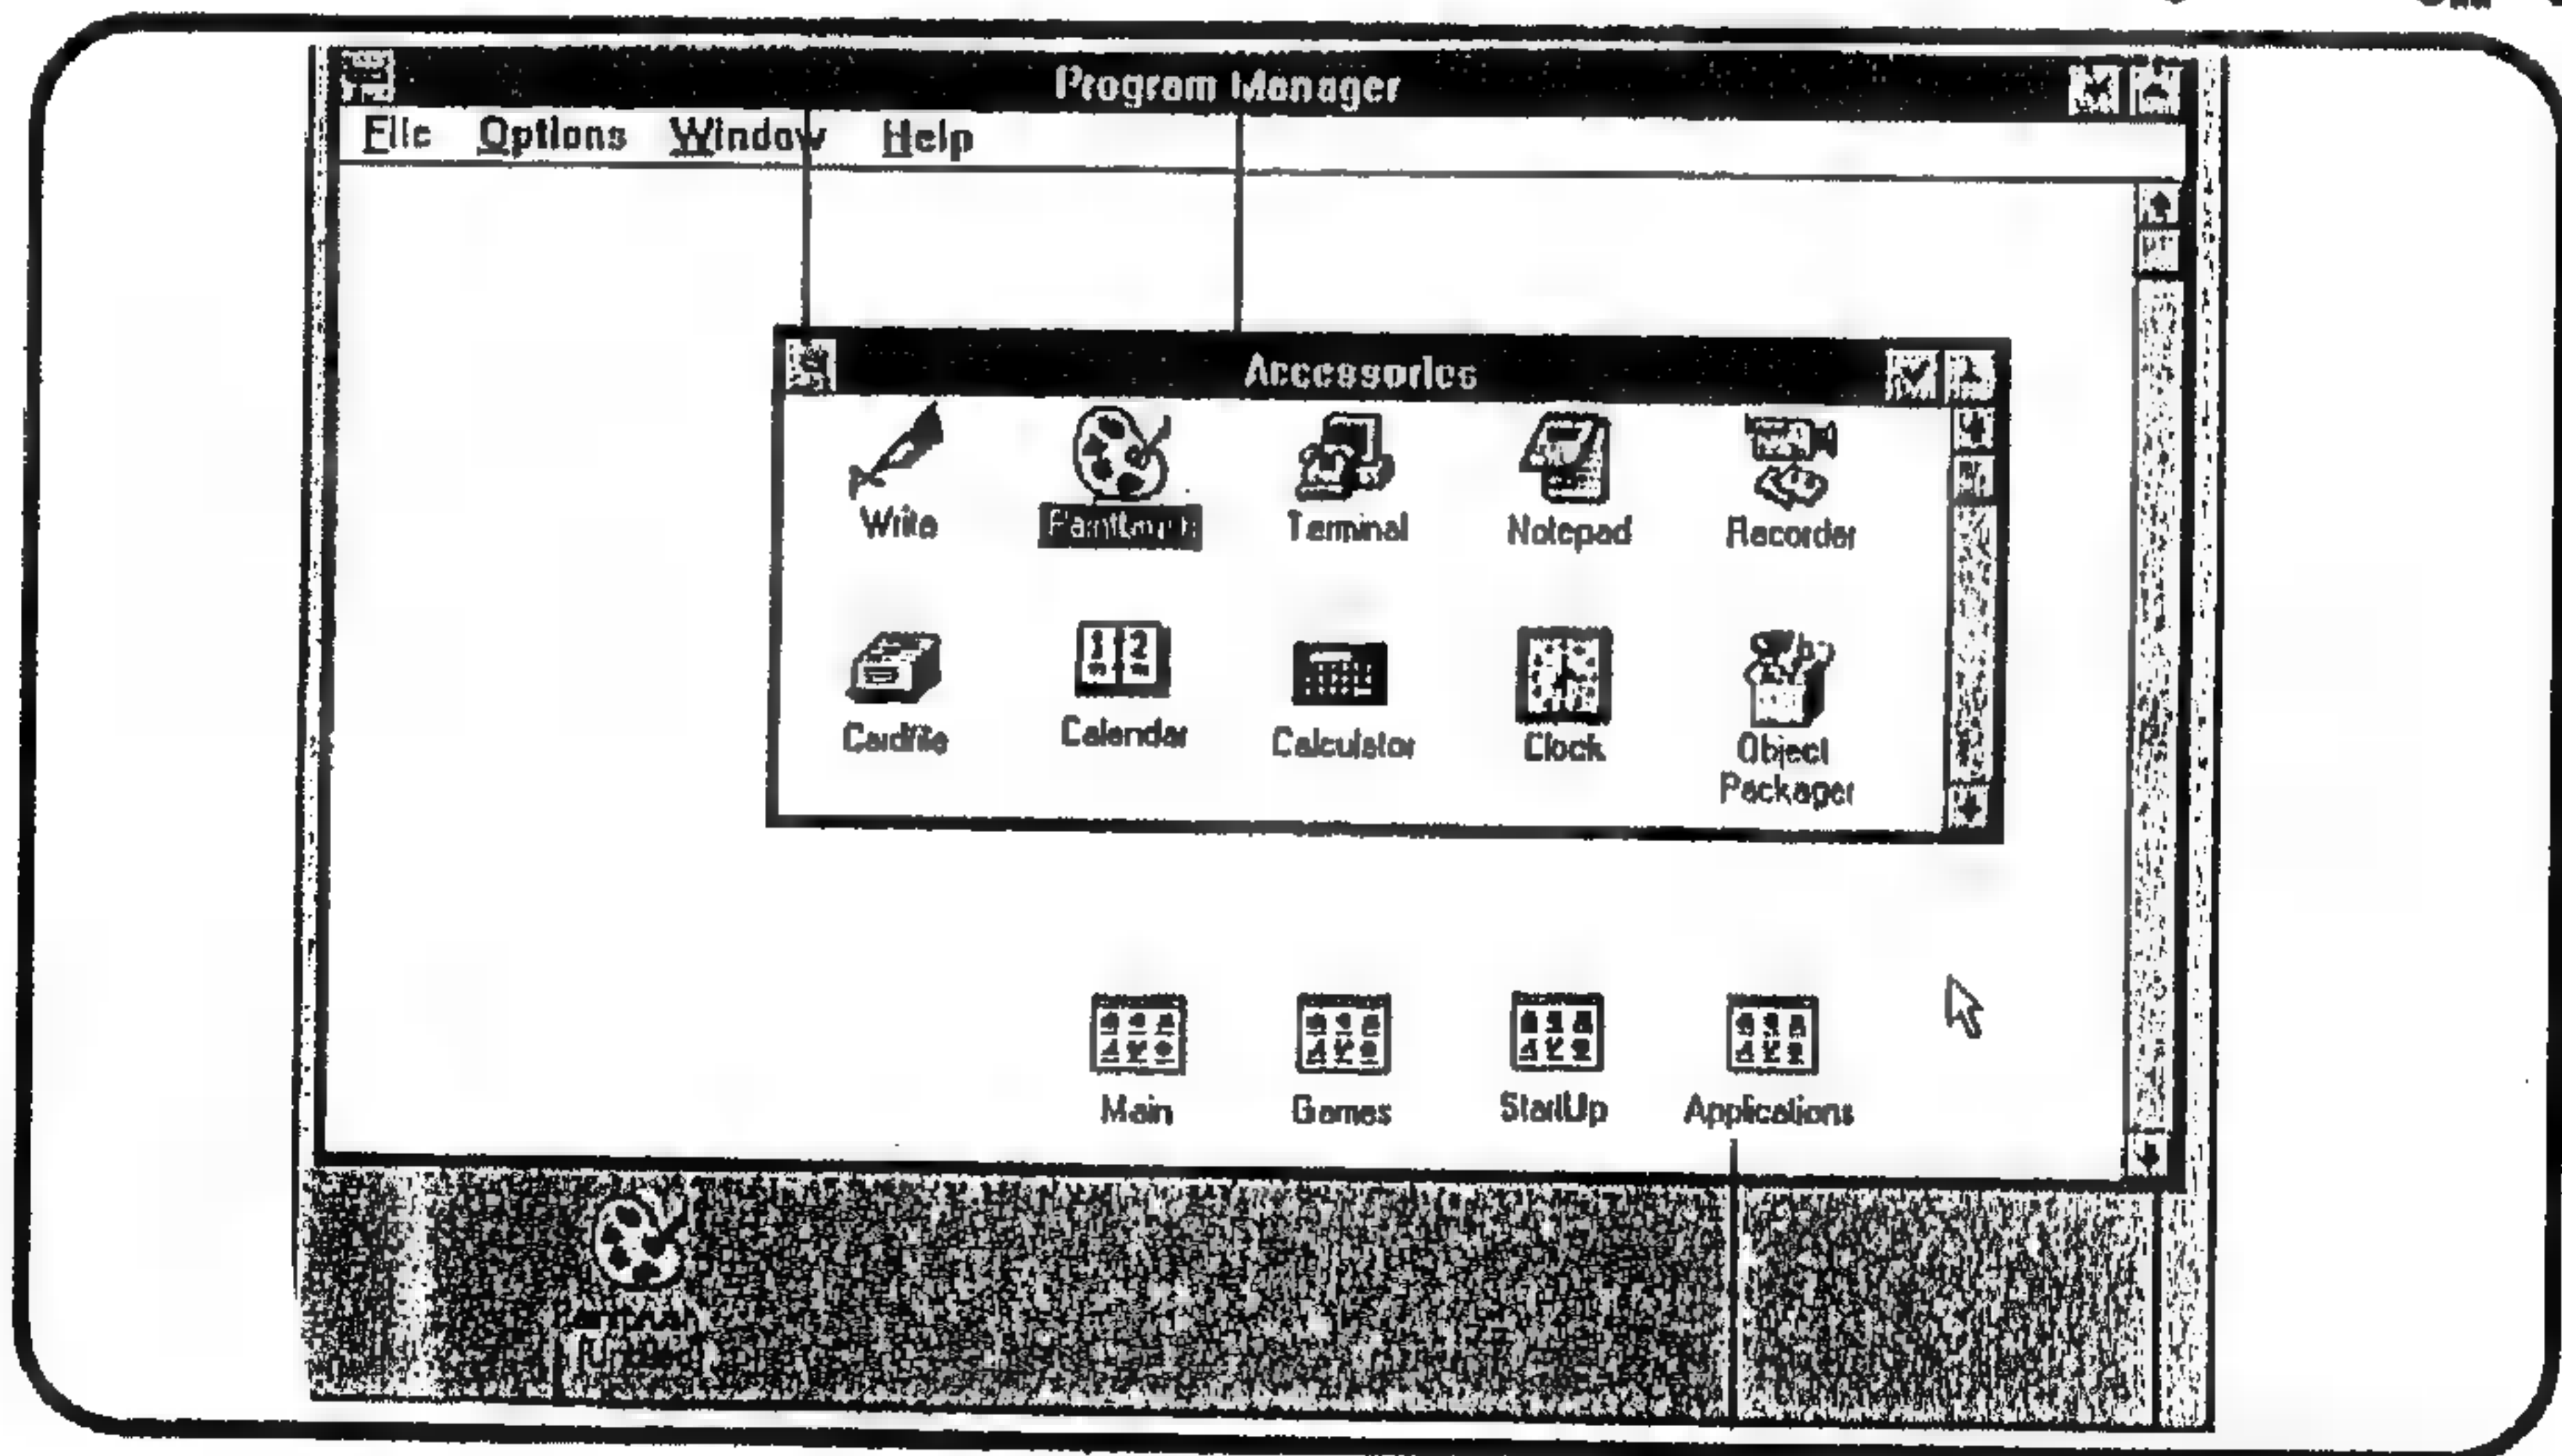 Program Manager
File Options Window Help
Accessories
Write Paintbrush Terminal Notepad Recorder
Cardfile Calendar Calculator Clock Object
Packager
Main Games StartUp Applications